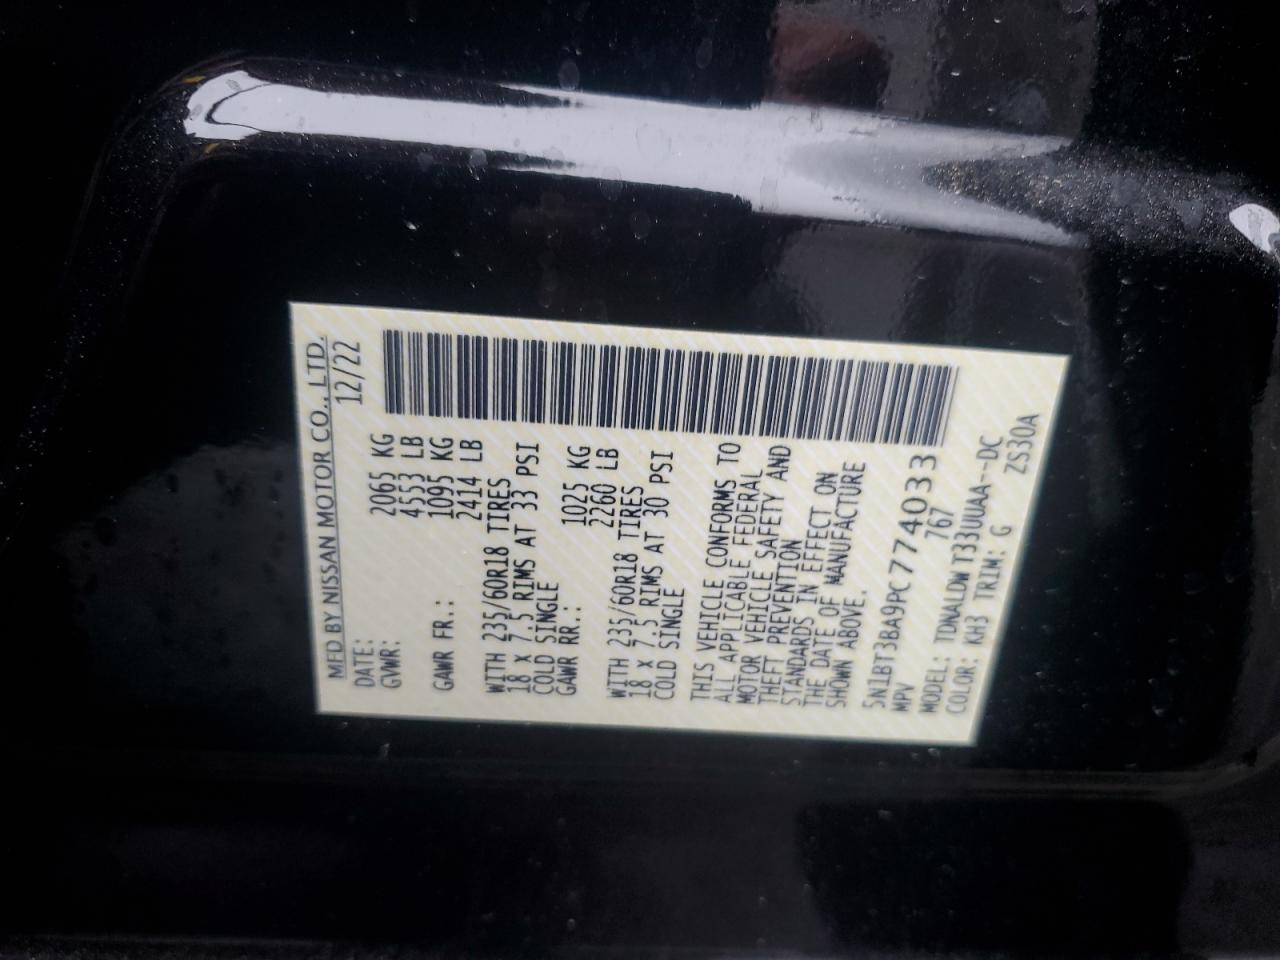 MFD BY NISSAN MOTOR CO., LTD.
DATE: 12/22
GVWR: 2065 KG
4553 LB
GAWR FR.: 1095 KG
2414 LB
WITH 235/60R18 TIRES
18 x 7.5 RIMS AT 33 PSI
COLD SINGLE
GAWR RR.: 1025 KG
2260 LB
WITH 235/60R18 TIRES
18 x 7.5 RIMS AT 30 PSI
COLD SINGLE
THIS VEHICLE CONFORMS TO
ALL APPLICABLE FEDERAL
MOTOR VEHICLE SAFETY AND
THEFT PREVENTION
STANDARDS IN EFFECT ON
THE DATE OF MANUFACTURE
SHOWN ABOVE.
5N1BT3BA9PC774033
MPV 767
MODEL: TDNALDW T33UUAA--DC
COLOR: KH3 TRIM: G ZS30A